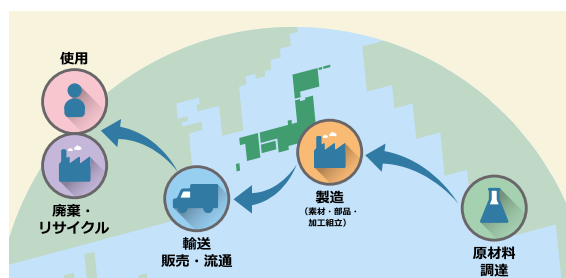 使用
廃棄・
リサイクル
輸送
販売・流通
製造
（素材・部品・
加工組立）
原材料
調達